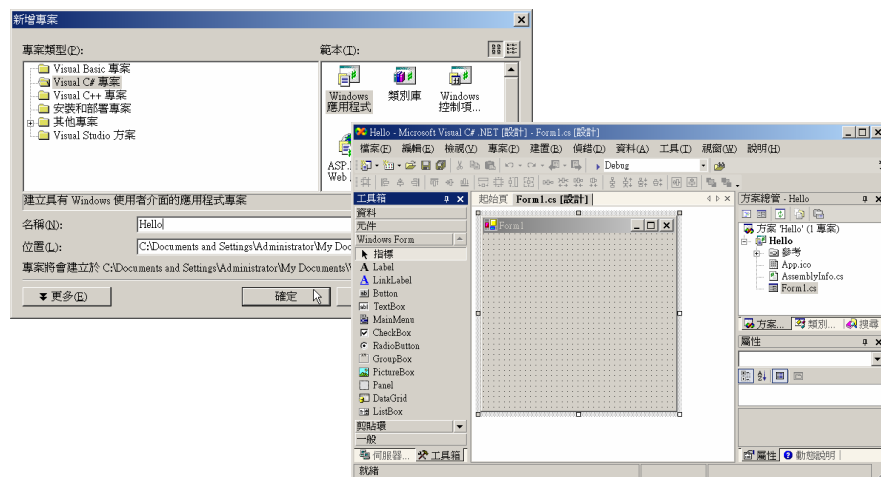 新增專案
專案類型(P):
範本(T):
Visual Basic 專案
Visual C# 專案
Visual C++ 專案
安裝和部署專案
其他專案
Visual Studio 方案
Windows 應用程式
類別庫
Windows 控制項...
建立具有 Windows 使用者介面的應用程式專案
名稱(N):
Hello
位置(L):
C:\Documents and Settings\Administrator\My Doc
專案將會建立於 C:\Documents and Settings\Administrator\My Documents\
更多(E)
確定
Hello - Microsoft Visual C# .NET [設計] - Form1.cs [設計]
檔案(F) 編輯(E) 檢視(V) 專案(P) 建置(B) 偵錯(D) 資料(A) 工具(T) 視窗(W) 說明(H)
Debug
工具箱
資料
元件
Windows Form
指標
Label
LinkLabel
Button
TextBox
MainMenu
CheckBox
RadioButton
GroupBox
PictureBox
Panel
DataGrid
ListBox
剪貼環
一般
伺服器...
工具箱
起始頁 Form1.cs [設計]
Form1
方案總管 - Hello
方案 'Hello' (1 專案)
Hello
參考
App.ico
AssemblyInfo.cs
Form1.cs
方案... 類別... 搜尋
屬性
屬性 動態說明
就緒